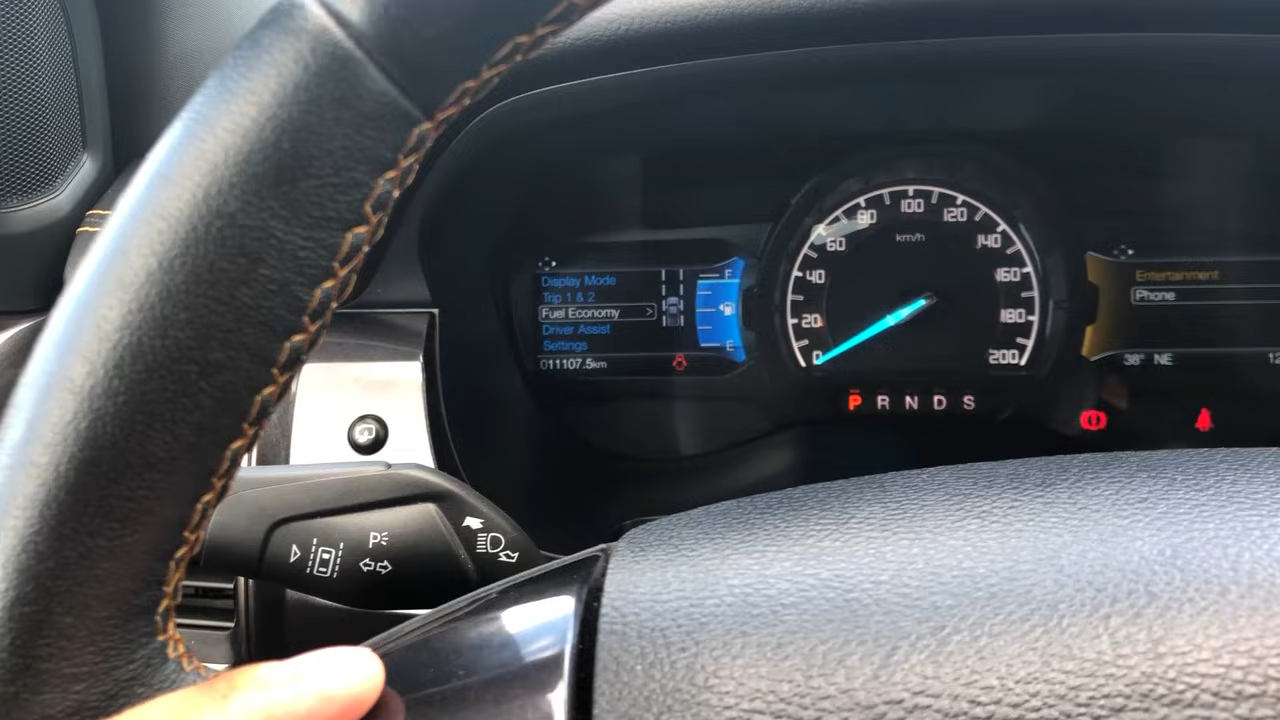 Display Mode
Trip 1 & 2
Fuel Economy >
Driver Assist
Settings
011107.5km
F
E
0
20
40
60
80
100
120
140
160
180
200
km/h
P R N D S
Entertainment
Phone
38° NE
12
P